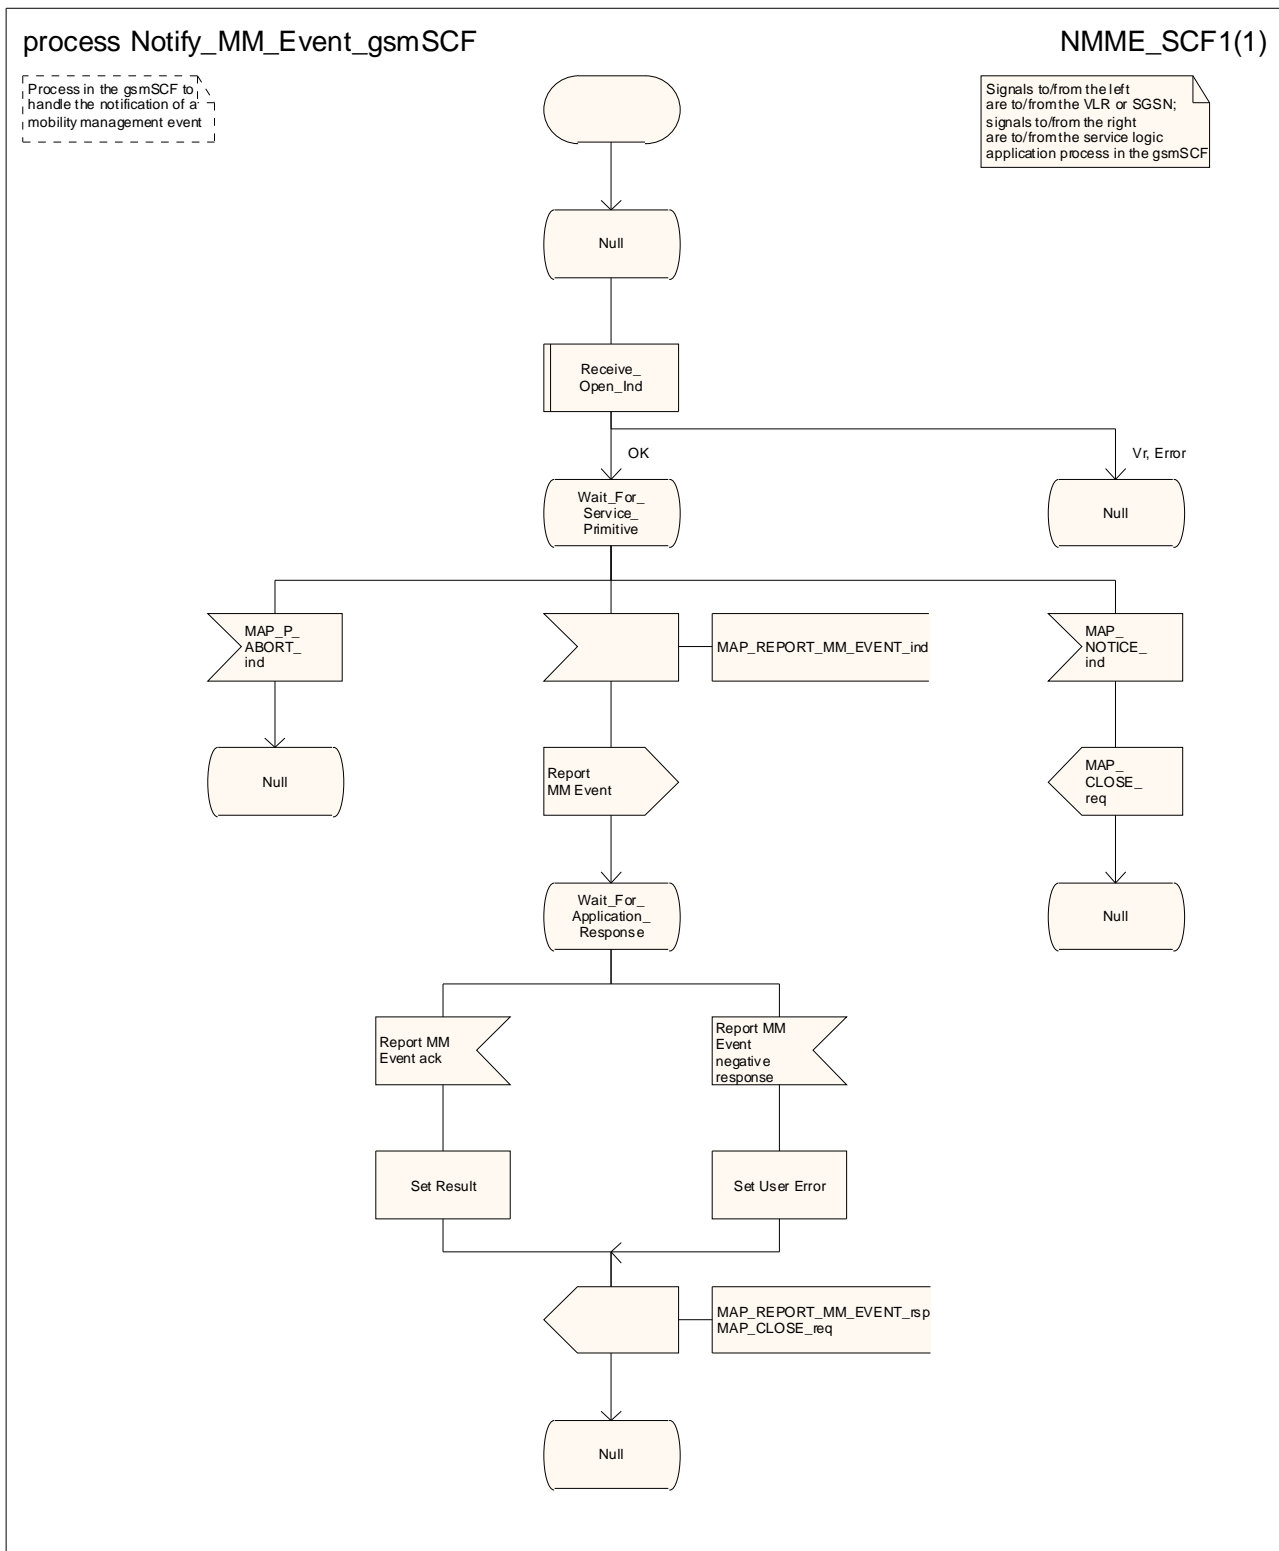 process Notify_MM_Event_gsmSCF
NMME_SCF1(1)
Process in the gsmSCF to
handle the notification of a
mobility management event
Signals to/from the left
are to/from the VLR or SGSN;
signals to/from the right
are to/from the service logic
application process in the gsmSCF
Null
Receive_
Open_Ind
OK
Vr, Error
Wait_For_
Service_
Primitive
Null
MAP_P_
ABORT_
ind
MAP_REPORT_MM_EVENT_ind
MAP_
NOTICE_
ind
Null
Report
MM Event
MAP_
CLOSE_
req
Wait_For_
Application_
Response
Null
Report MM
Event ack
Report MM
Event
negative
response
Set Result
Set User Error
MAP_REPORT_MM_EVENT_rsp
MAP_CLOSE_req
Null